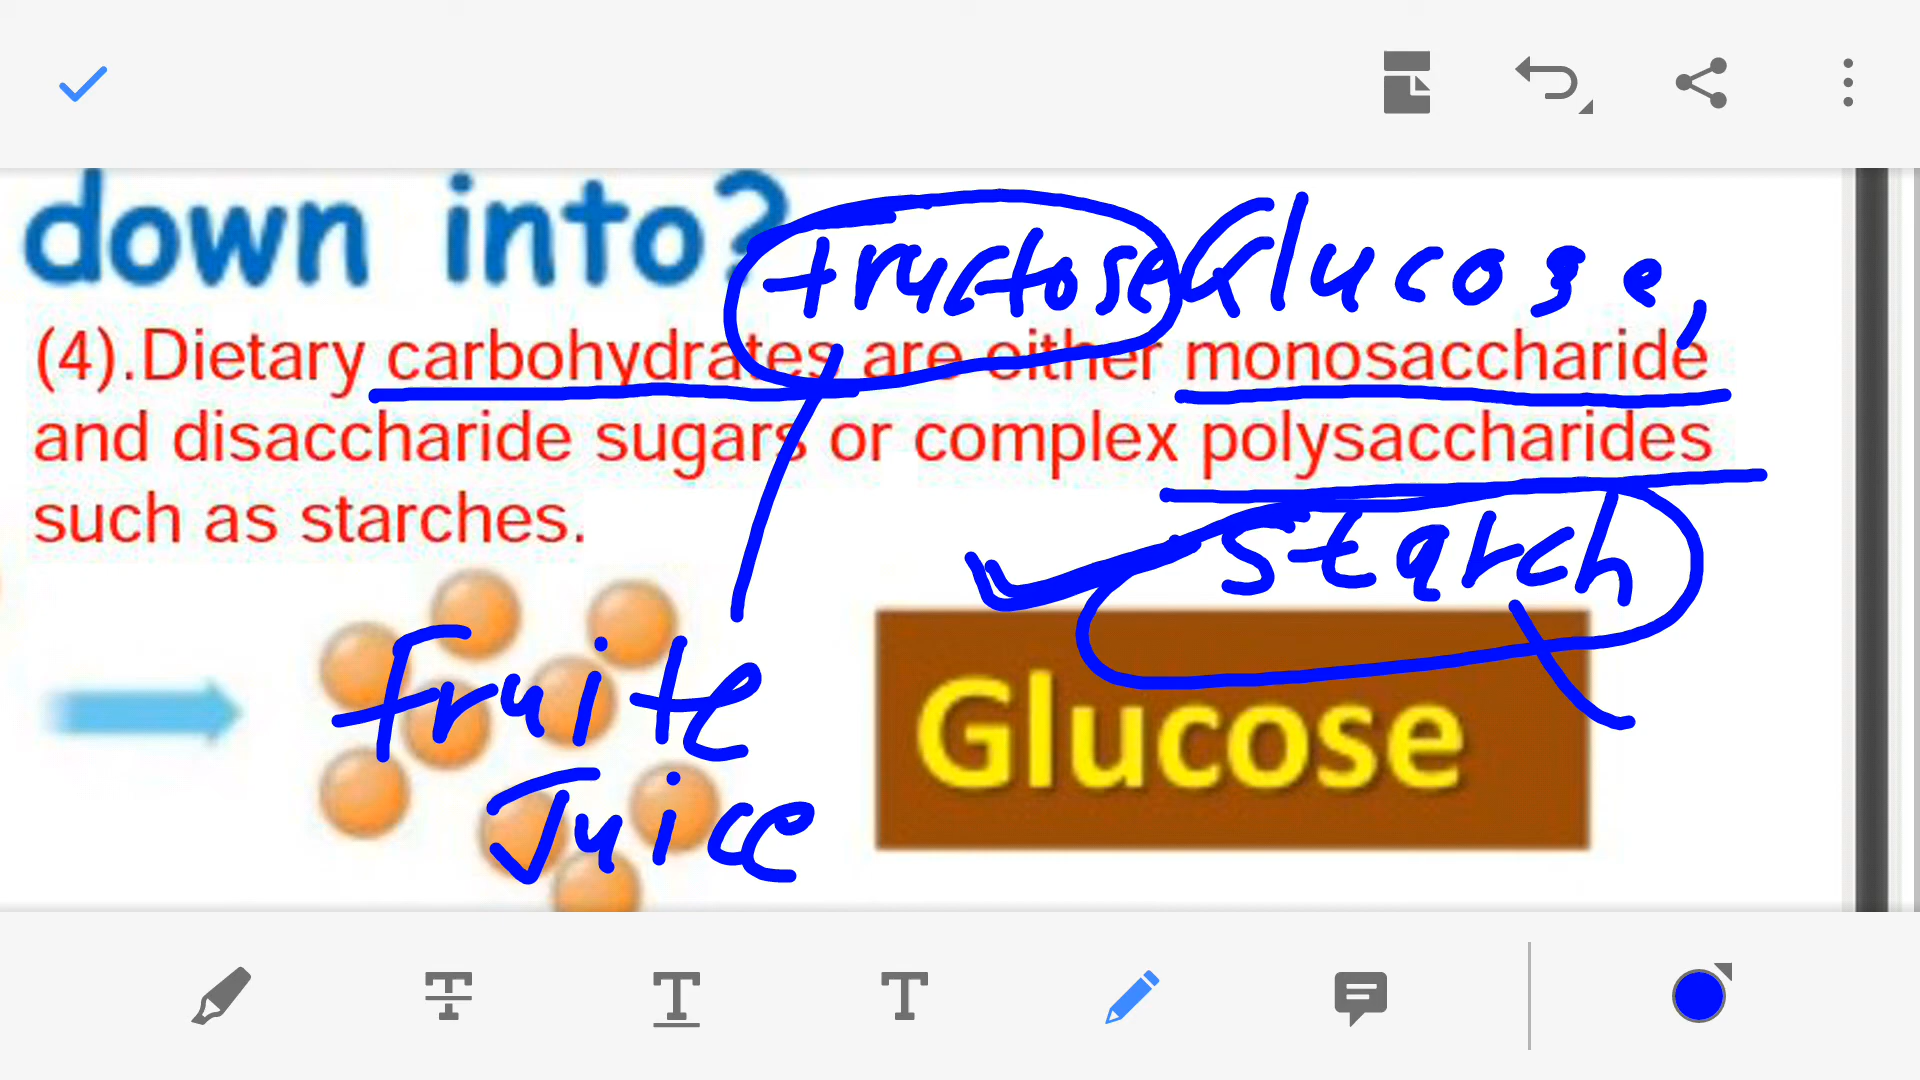 down into?
fructose Glucose,
(4).Dietary carbohydrates are either monosaccharide
and disaccharide sugars or complex polysaccharides
such as starches.
starch
fruite
Juice
Glucose